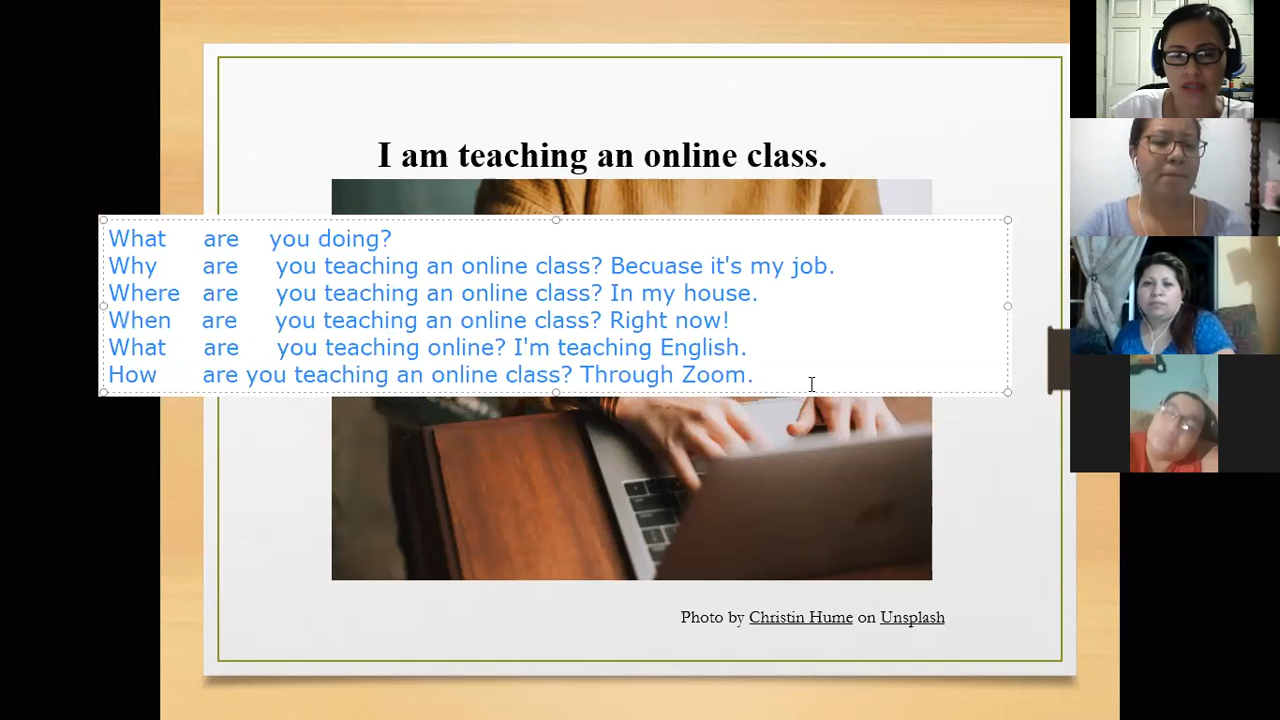 I am teaching an online class.
What are you doing?
Why are you teaching an online class? Becuase it's my job.
Where are you teaching an online class? In my house.
When are you teaching an online class? Right now!
What are you teaching online? I'm teaching English.
How are you teaching an online class? Through Zoom.
Photo by Christin Hume on Unsplash